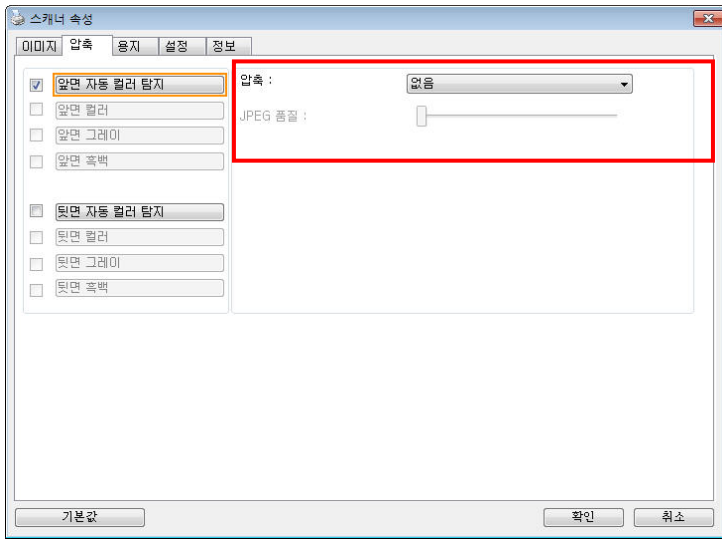 스캐너 속성
이미지 압축 용지 설정 정보
앞면 자동 컬러 탐지
앞면 컬러
앞면 그레이
앞면 흑백
뒷면 자동 컬러 탐지
뒷면 컬러
뒷면 그레이
뒷면 흑백
압축 : 없음
JPEG 품질 :
기본값 확인 취소